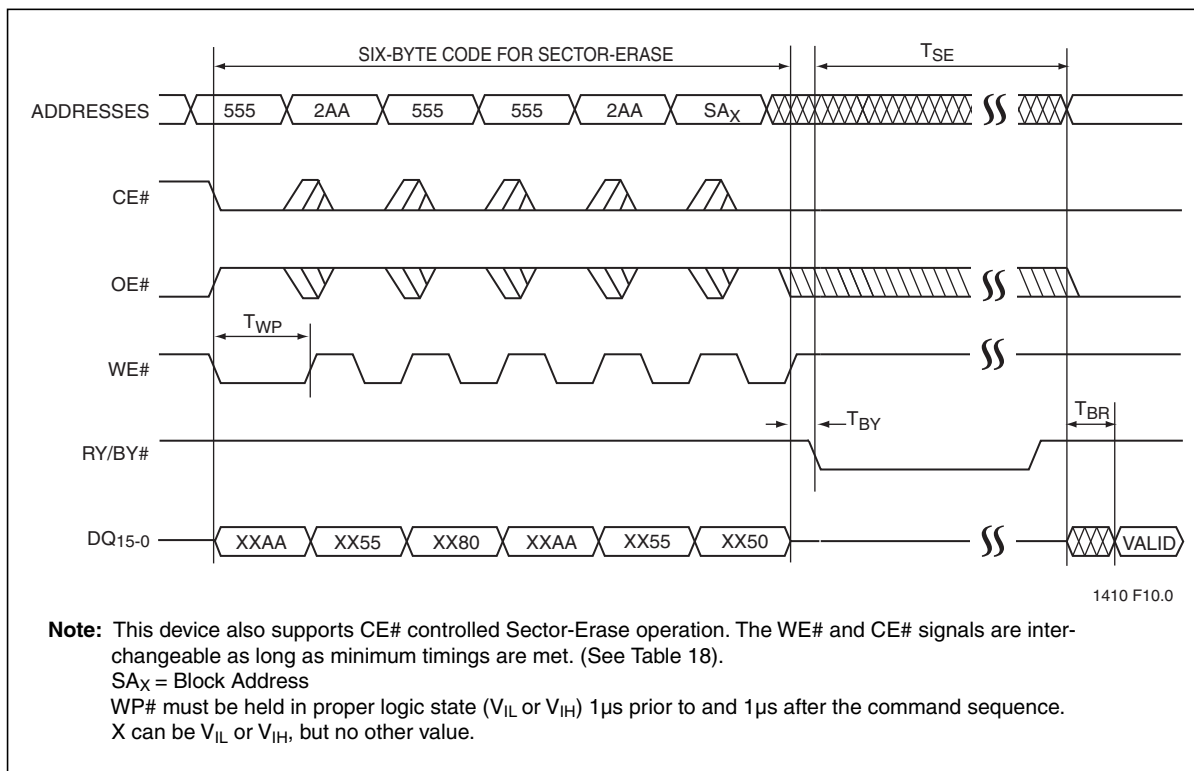 SIX-BYTE CODE FOR SECTOR-ERASE
TSE
ADDRESSES 555 2AA 555 555 2AA SAX
CE#
OE#
TWP
WE#
TBY TBR
RY/BY#
DQ15-0 XXAA XX55 XX80 XXAA XX55 XX50 VALID
1410 F10.0
Note: This device also supports CE# controlled Sector-Erase operation. The WE# and CE# signals are inter-
changeable as long as minimum timings are met. (See Table 18).
SAX = Block Address
WP# must be held in proper logic state (VIL or VIH) 1µs prior to and 1µs after the command sequence.
X can be VIL or VIH, but no other value.